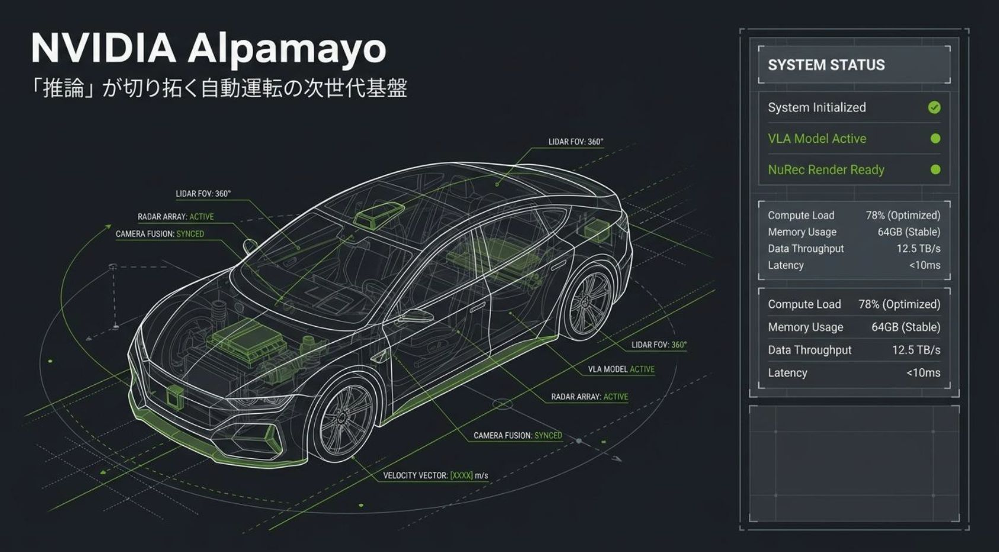 NVIDIA Alpamayo
「推論」が切り拓く自動運転の次世代基盤
LIDAR FOV: 360°
LIDAR FOV: 360°
RADAR ARRAY: ACTIVE
CAMERA FUSION: SYNCED
LIDAR FOV: 360°
VLA MODEL ACTIVE
RADAR ARRAY: ACTIVE
CAMERA FUSION: SYNCED
VELOCITY VECTOR: [XXXX] m/s
SYSTEM STATUS
System Initialized
VLA Model Active
NuRec Render Ready
Compute Load 78% (Optimized)
Memory Usage 64GB (Stable)
Data Throughput 12.5 TB/s
Latency <10ms
Compute Load 78% (Optimized)
Memory Usage 64GB (Stable)
Data Throughput 12.5 TB/s
Latency <10ms